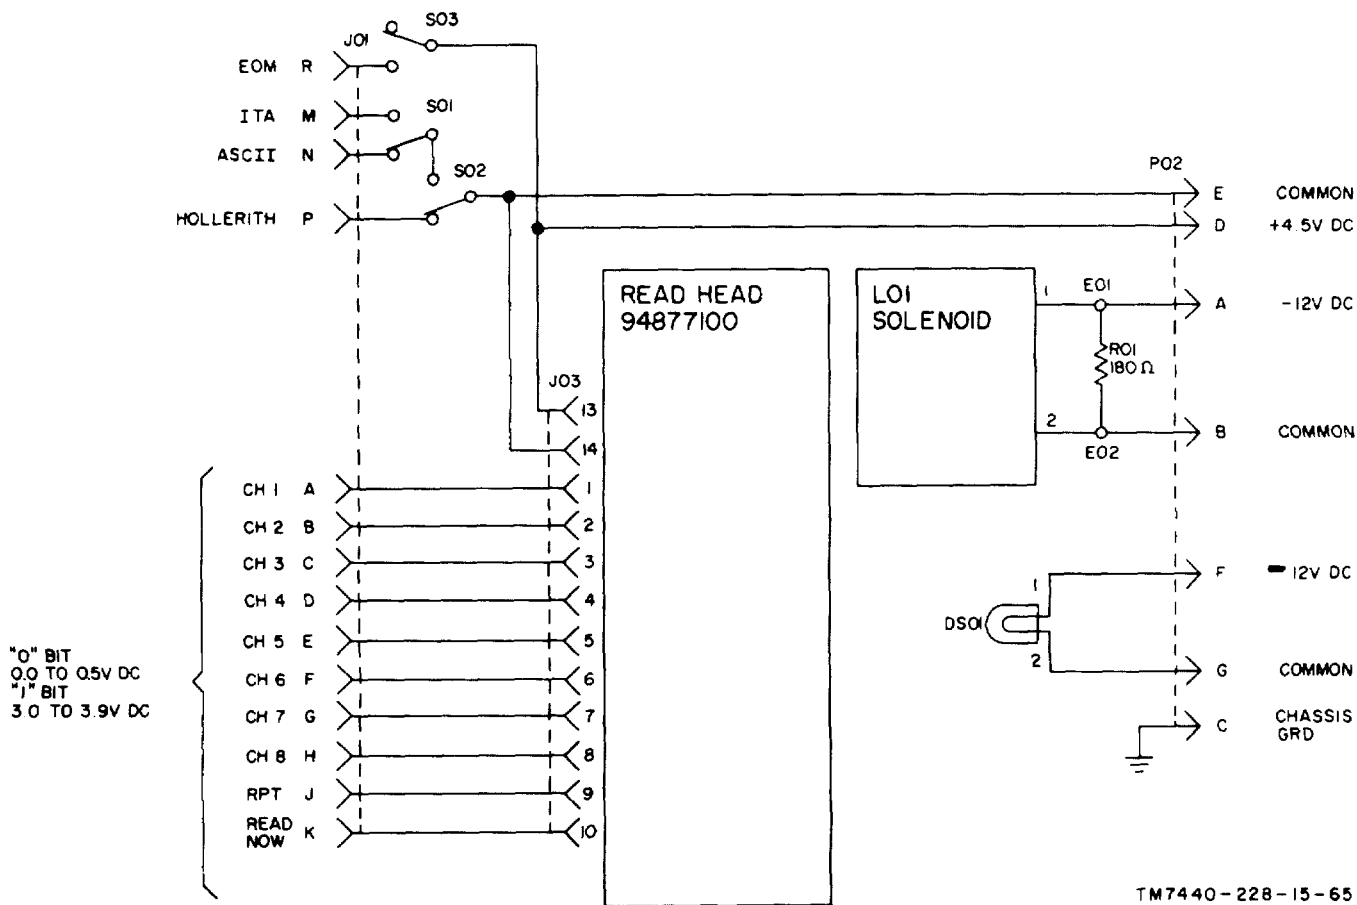 S03
J01
EOM R
ITA M
S01
ASCII N
S02
HOLLERITH P
P02
E COMMON
D +4.5V DC
READ HEAD
94877100
L01
SOLENOID
1
E01
A -12V DC
R01
180Ω
2
E02
B COMMON
J03
13
14
CH 1 A 1
CH 2 B 2
CH 3 C 3
CH 4 D 4
CH 5 E 5
CH 6 F 6
CH 7 G 7
CH 8 H 8
RPT J 9
READ
NOW K 10
"0" BIT
0.0 TO 0.5V DC
"1" BIT
3.0 TO 3.9V DC
1
F -12V DC
DS01
2
G COMMON
C CHASSIS
GRD
TM7440-228-15-65